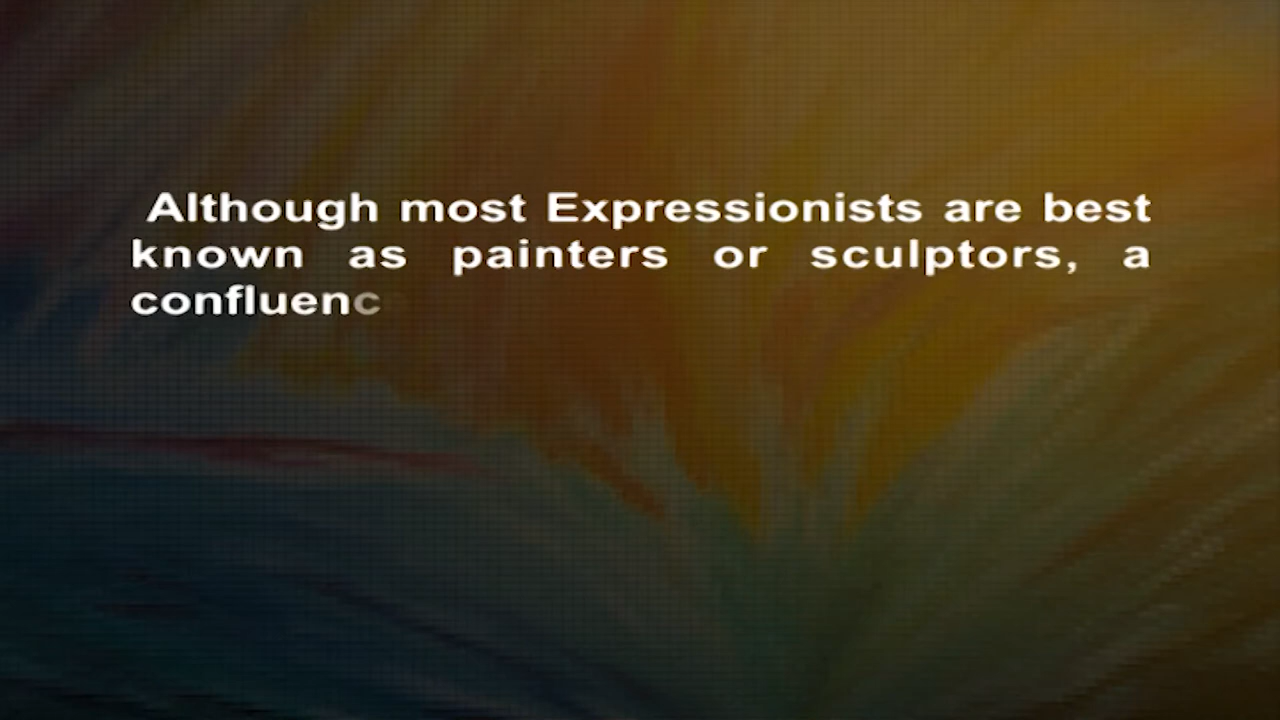 Although most Expressionists are best
known as painters or sculptors, a
confluenc